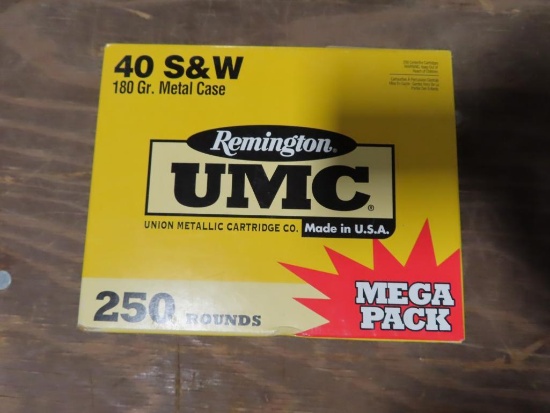 40 S&W
180 Gr. Metal Case
Remington®
UMC®
UNION METALLIC CARTRIDGE CO. Made in U.S.A.
250 ROUNDS
MEGA
PACK